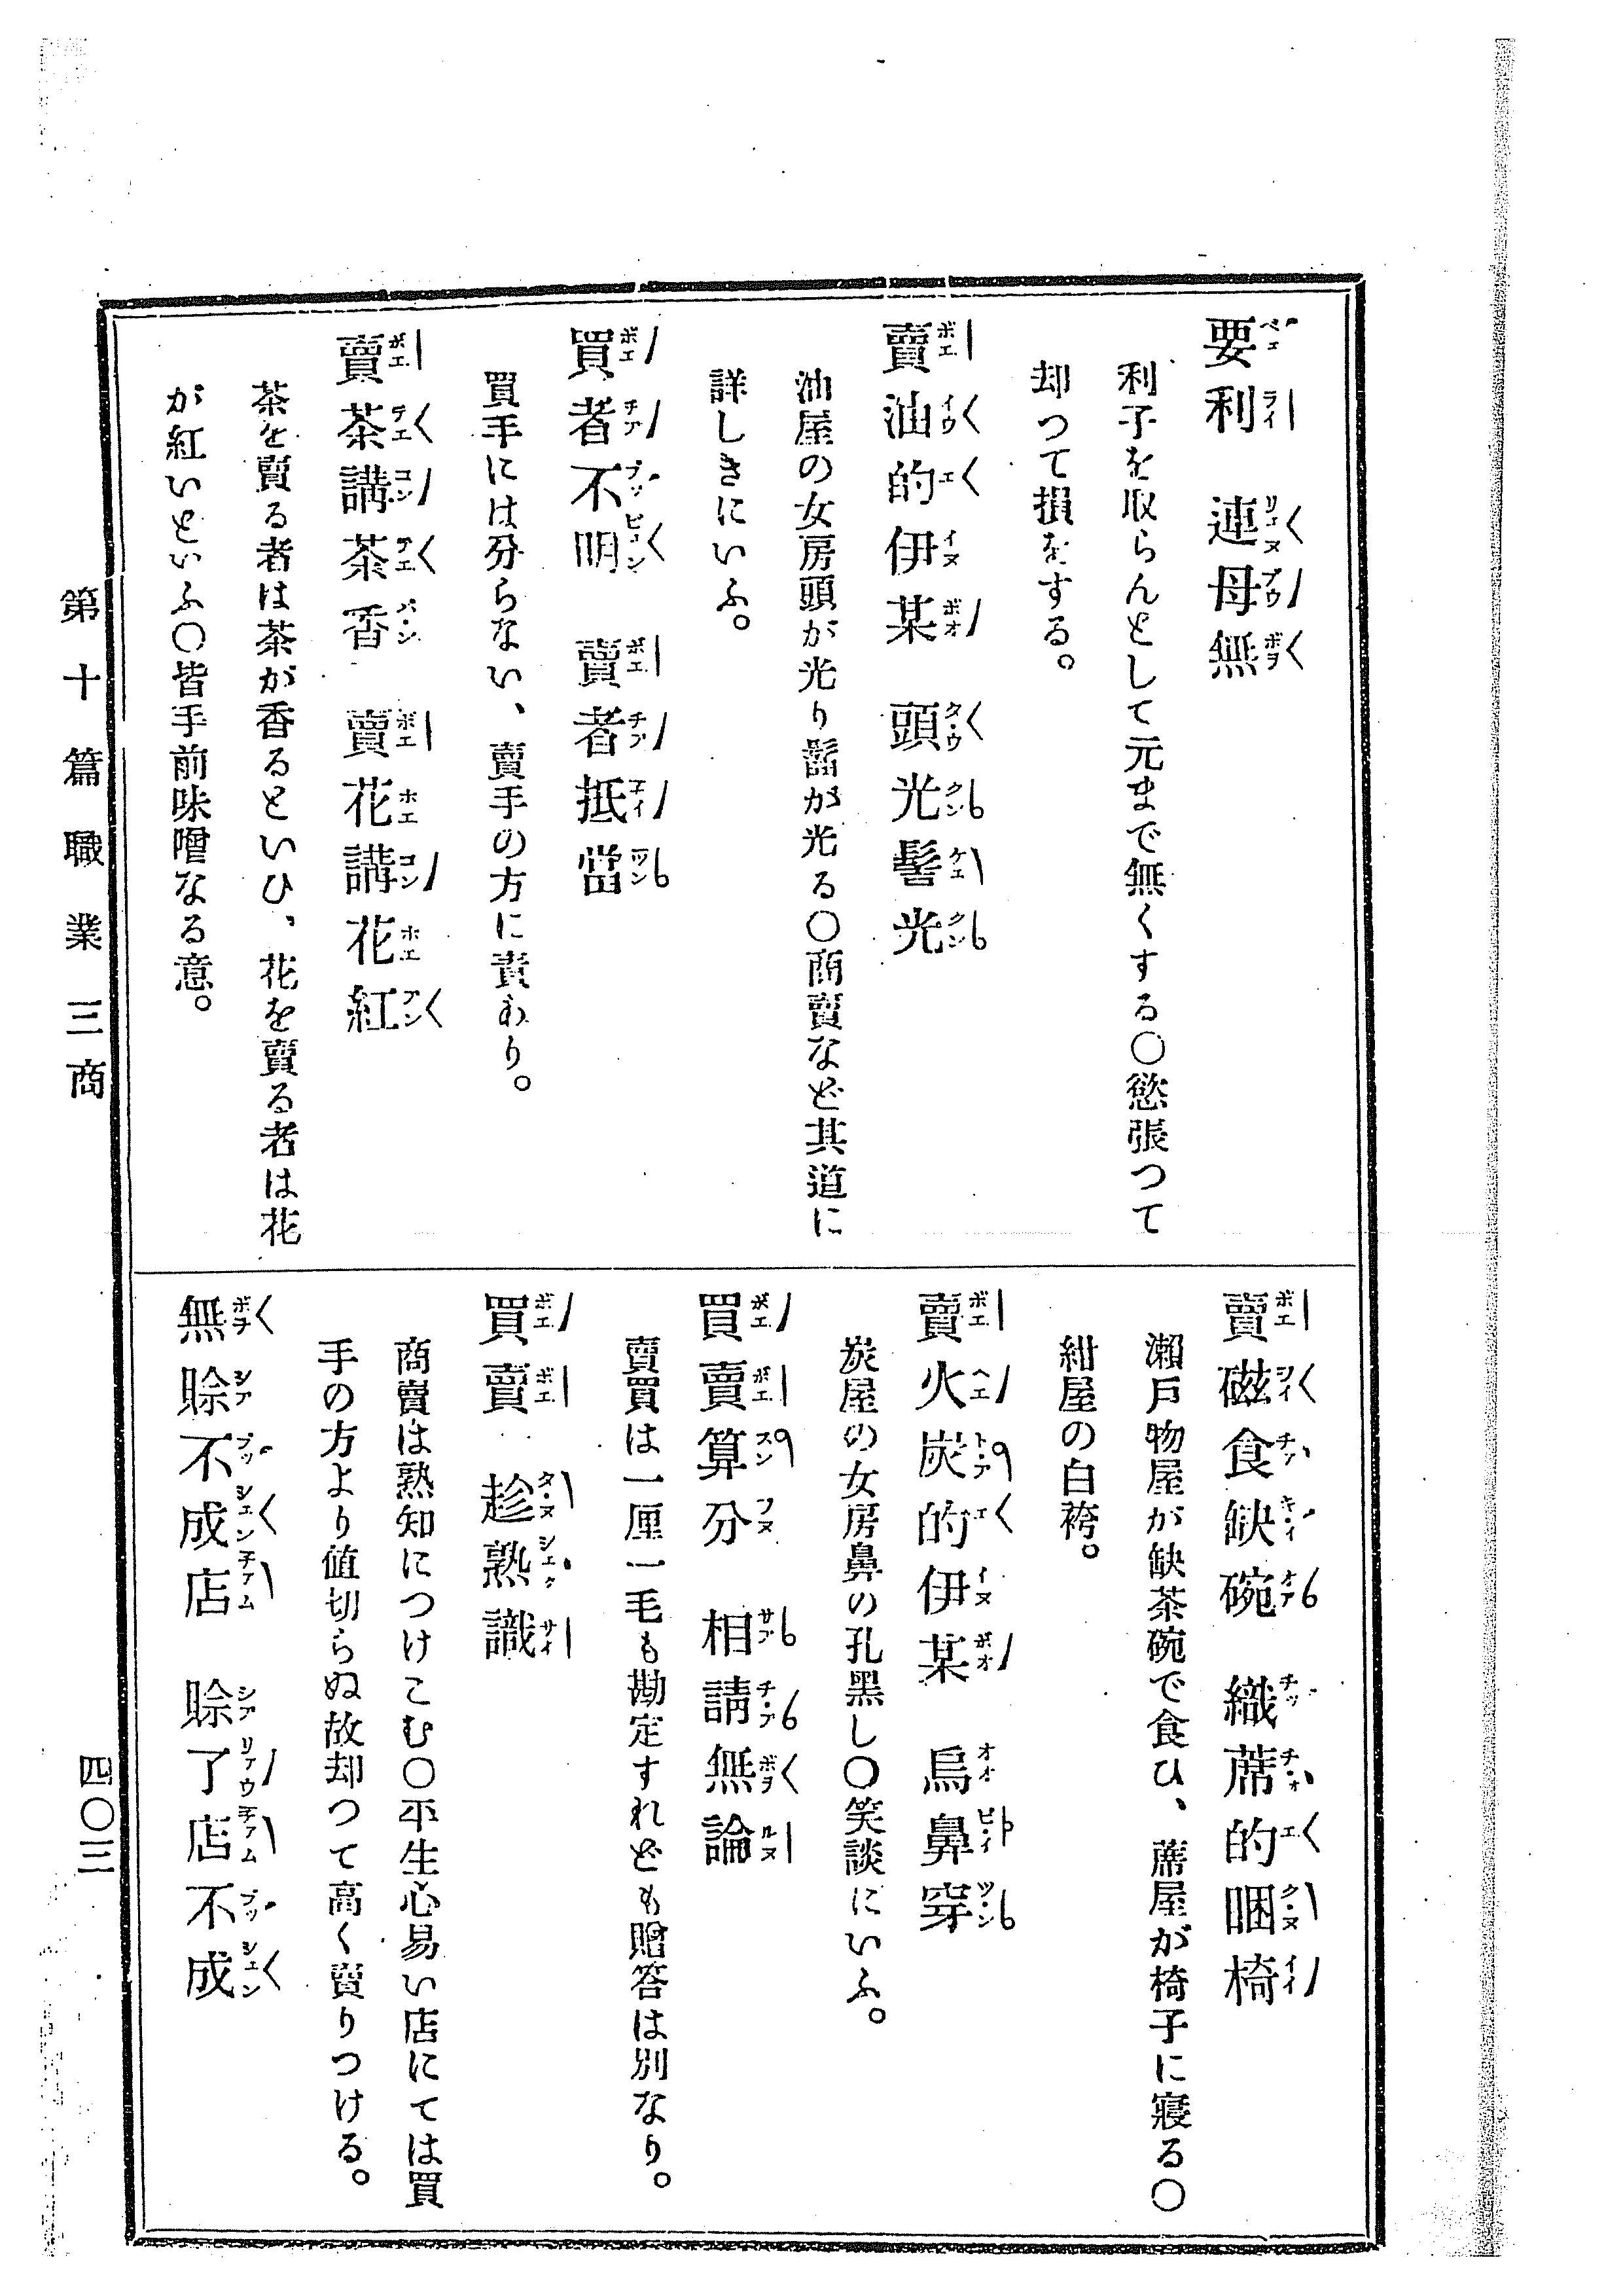 要利　連母無
利子を取らんとして元まで無くする〇慾張つて
却つて損をする。
賣油的伊某　頭光髻光
油屋の女房頭が光り髷が光る〇商賣など其道に
詳しきにいふ。
買者不明　賣者抵當
買手には分らない、賣手の方に責あり。
賣茶講茶香　賣花講花紅
茶を賣る者は茶が香るといひ、花を賣る者は花
が紅いといふ〇皆手前味噌なる意。
賣磁食缺碗　織蓆的睏椅
瀨戶物屋が缺茶碗で食ひ、蓆屋が椅子に寢る〇
紺屋の白袴。
賣火炭的伊某　烏鼻穿
炭屋の女房鼻の孔黑し〇笑談にいふ。
買賣算分　相請無論
賣買は一厘一毛も勘定すれども贈答は別なり。
買賣　趁熟識
商賣は熟知につけこむ〇平生心易い店にては買
手の方より値切らぬ故却つて高く賣りつける。
無賒不成店　賒了店不成
第十篇職業　三商
四〇三